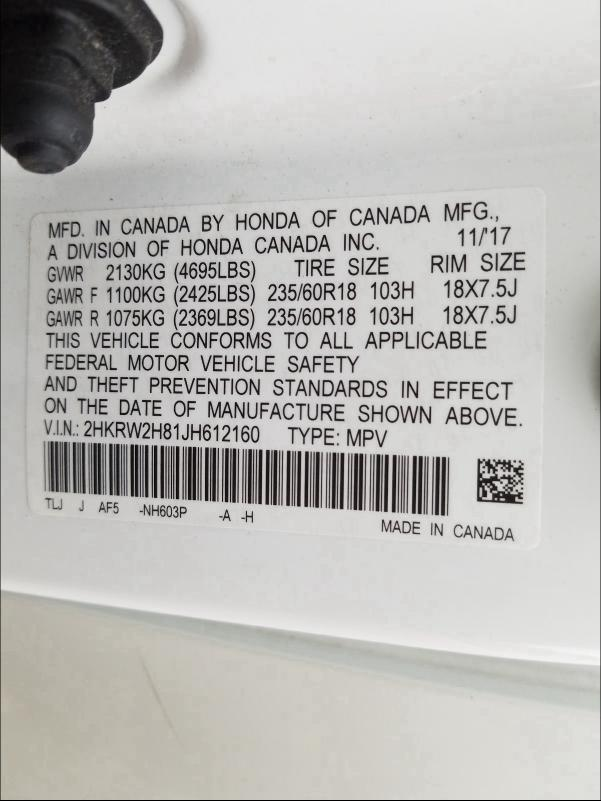 MFD. IN CANADA BY HONDA OF CANADA MFG.,
A DIVISION OF HONDA CANADA INC. 11/'17
GVWR 2130KG (4695LBS) TIRE SIZE RIM SIZE
GAWR F 1100KG (2425LBS) 235/60R18 103H 18X7.5J
GAWR R 1075KG (2369LBS) 235/60R18 103H 18X7.5J
THIS VEHICLE CONFORMS TO ALL APPLICABLE
FEDERAL MOTOR VEHICLE SAFETY
AND THEFT PREVENTION STANDARDS IN EFFECT
ON THE DATE OF MANUFACTURE SHOWN ABOVE.
V.I.N.: 2HKRW2H81JH612160 TYPE: MPV
TLJ J AF5 -NH603P -A -H
MADE IN CANADA